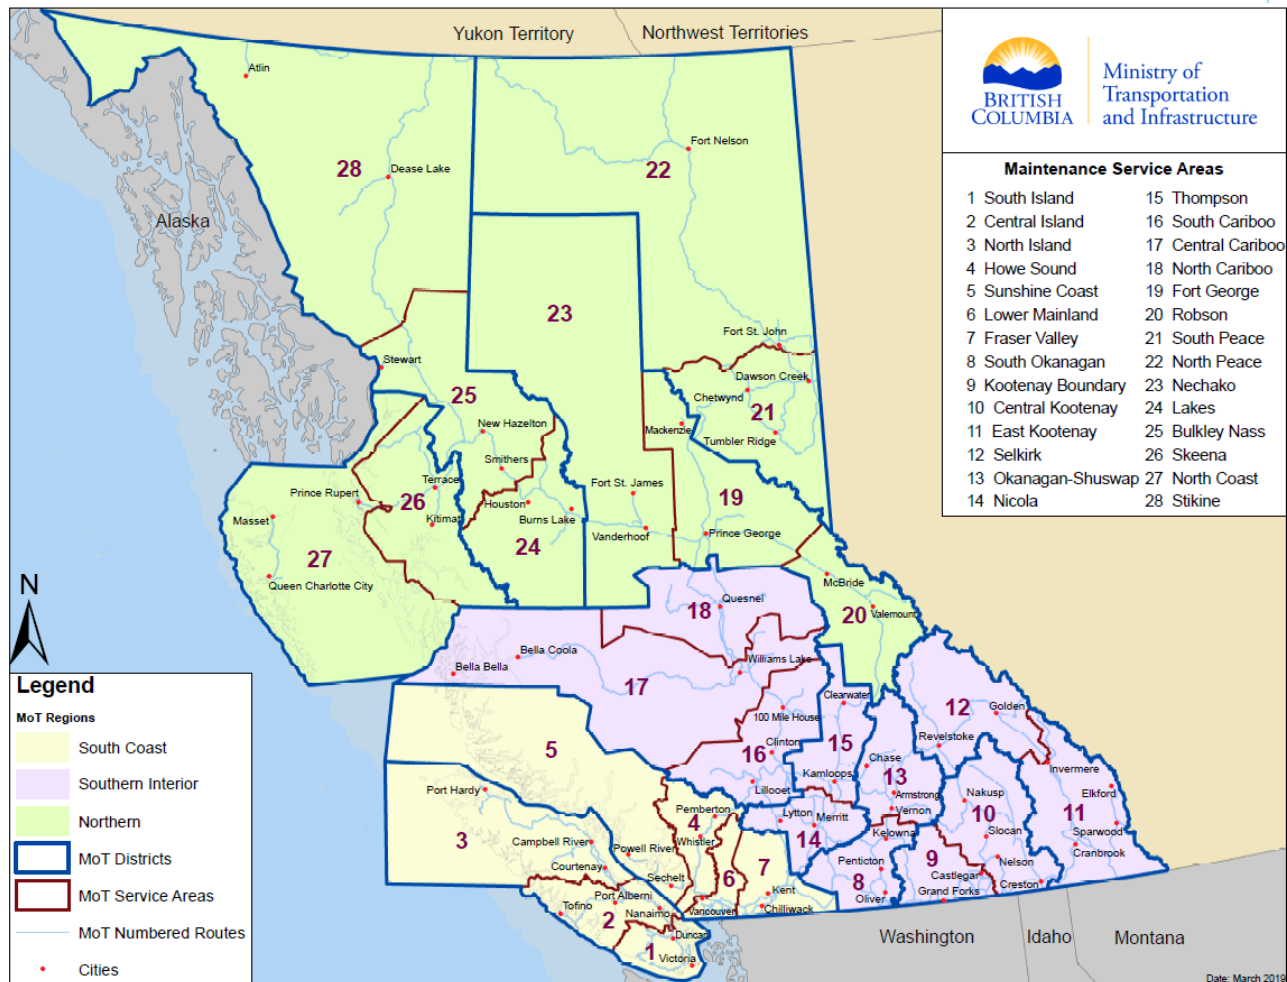 Yukon Territory
Northwest Territories
BRITISH
COLUMBIA
Ministry of
Transportation
and Infrastructure
Maintenance Service Areas
1 South Island
2 Central Island
3 North Island
4 Howe Sound
5 Sunshine Coast
6 Lower Mainland
7 Fraser Valley
8 South Okanagan
9 Kootenay Boundary
10 Central Kootenay
11 East Kootenay
12 Selkirk
13 Okanagan-Shuswap
14 Nicola
15 Thompson
16 South Cariboo
17 Central Cariboo
18 North Cariboo
19 Fort George
20 Robson
21 South Peace
22 North Peace
23 Nechako
24 Lakes
25 Bulkley Nass
26 Skeena
27 North Coast
28 Stikine
Atlin
Fort Nelson
28
Dease Lake
22
Alaska
23
Fort St. John
Stewart
Dawson Creek
25
Chetwynd
21
New Hazelton
Mackenzie
Tumbler Ridge
Smithers
Terrace
Fort St. James
Prince Rupert
26
Houston
19
Masset
Kitimat
Burns Lake
Vanderhoof
Prince George
24
27
Queen Charlotte City
McBride
N
18
Quesnel
20
Valemount
Bella Coola
Williams Lake
Bella Bella
17
Clearwater
12
Golden
100 Mile House
Revelstoke
5
Clinton
15
16
Chase
Invermere
Lillooet
Kamloops
13
Port Hardy
Armstrong
Nakusp
Elkford
Pemberton
Lytton
Vernon
10
11
4
Merritt
Sparwood
3
Campbell River
Whistler
14
Kelowna
Slocan
Cranbrook
Powell River
Penticton
9
Nelson
Courtenay
7
6
8
Castlegar
Sechelt
Kent
Oliver
Grand Forks
Creston
Port Alberni
Tofino
Nanaimo
Vancouver
Chilliwack
2
Duncan
1
Victoria
Washington
Idaho
Montana
Legend
MoT Regions
South Coast
Southern Interior
Northern
MoT Districts
MoT Service Areas
MoT Numbered Routes
Cities
Date: March 2019